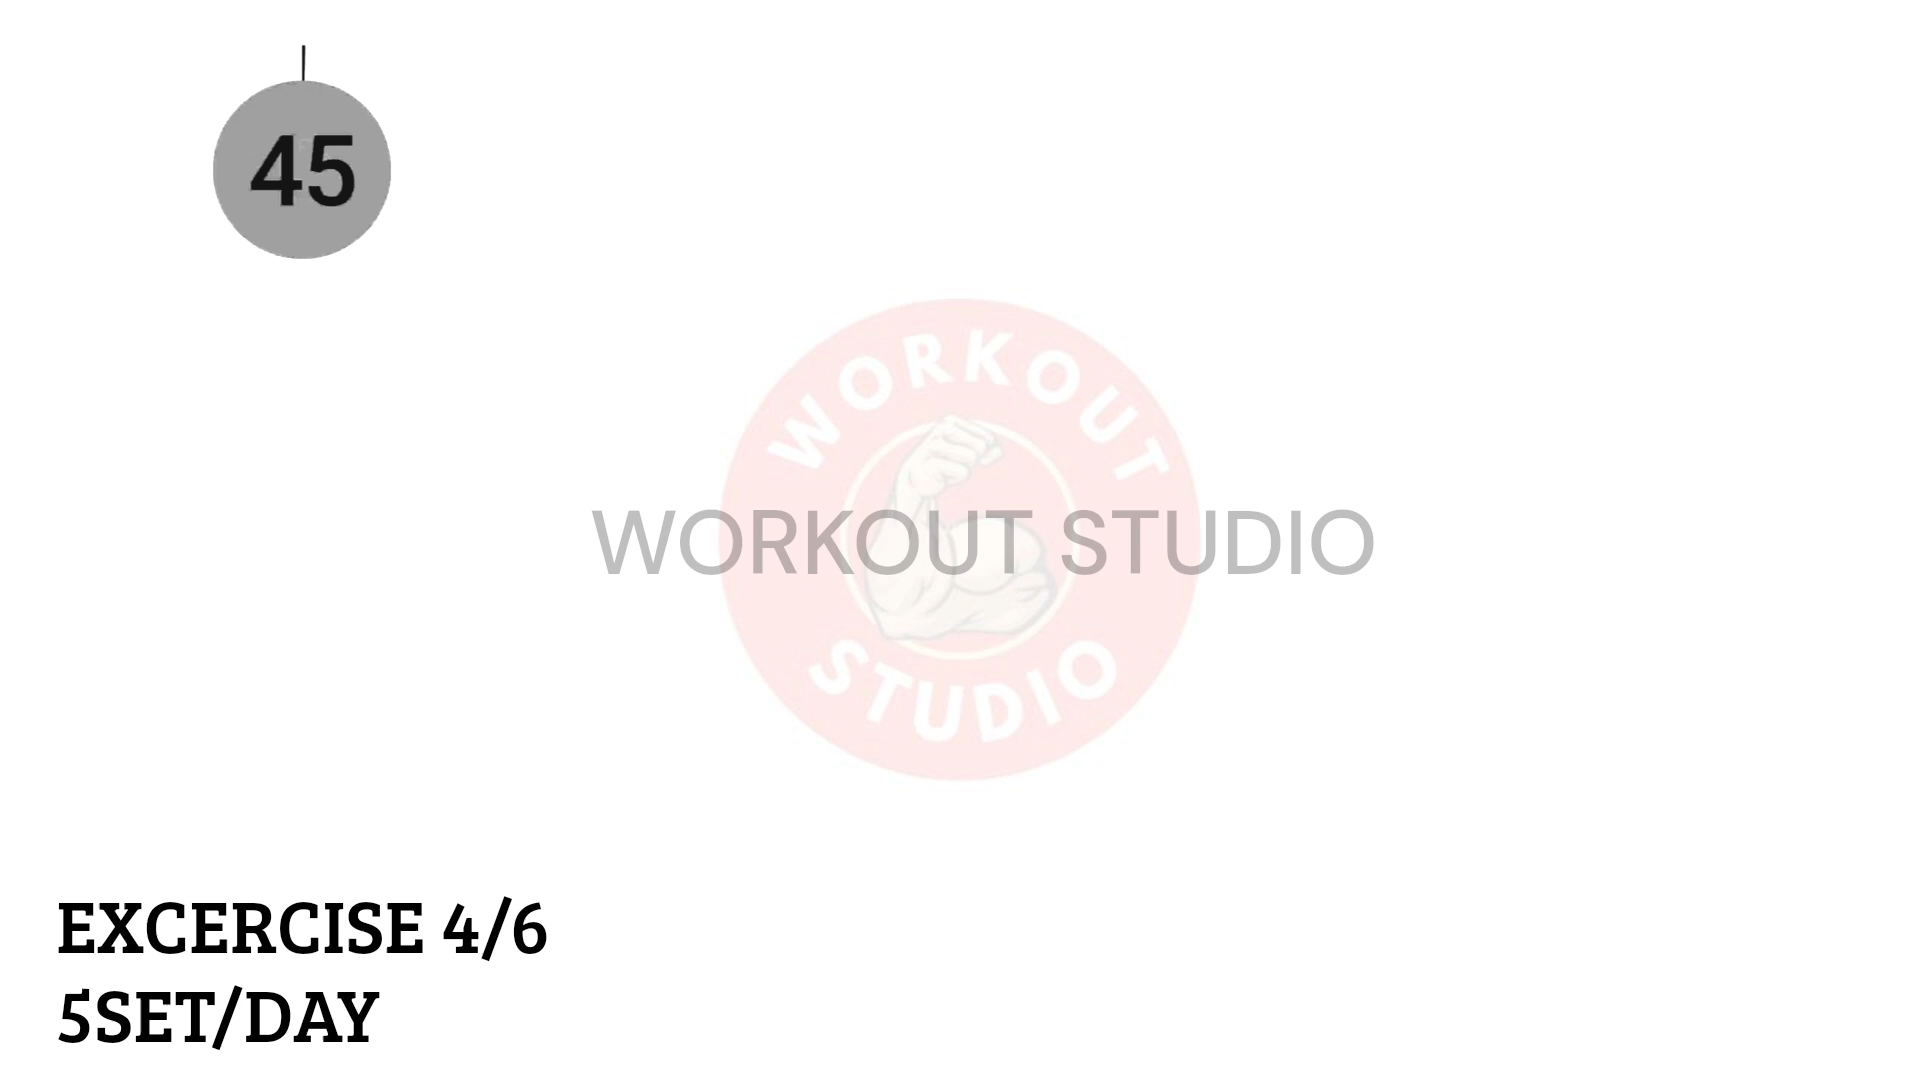 45
WORKOUT
WORKOUT STUDIO
STUDIO
EXCERCISE 4/6
5SET/DAY